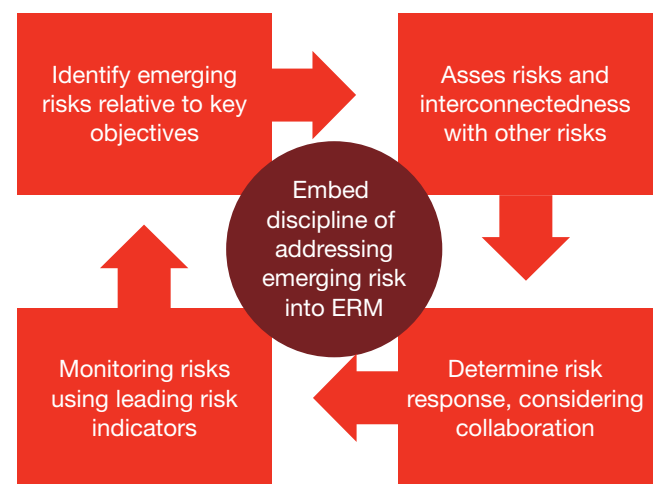 Identify emerging
risks relative to key
objectives
Asses risks and
interconnectedness
with other risks
Embed
discipline of
addressing
emerging risk
into ERM
Monitoring risks
using leading risk
indicators
Determine risk
response, considering
collaboration